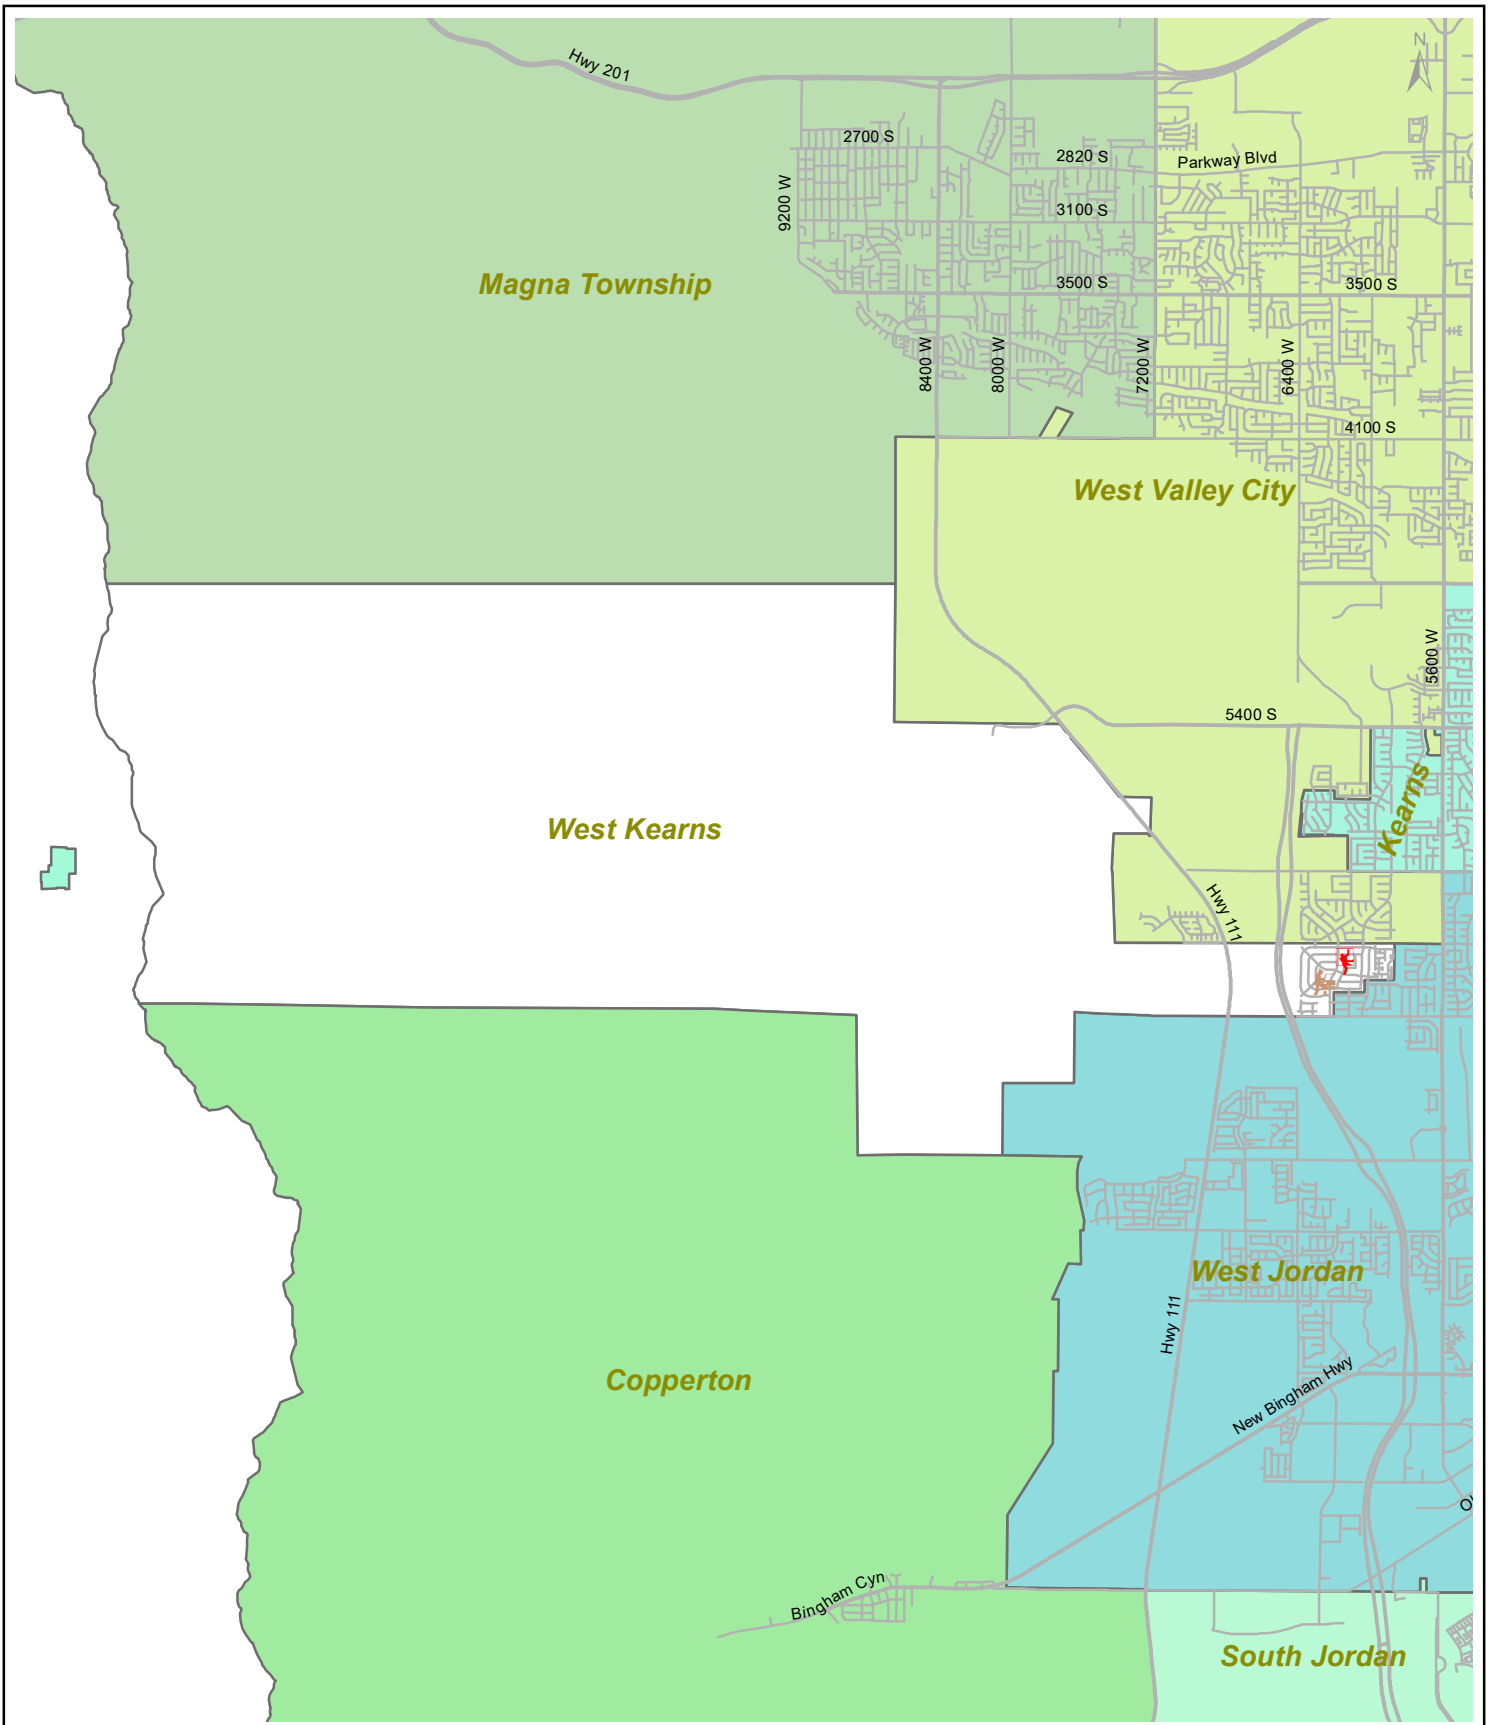 N
Hwy 201
2700 S
2820 S
Parkway Blvd
9200 W
3100 S
Magna Township
3500 S
3500 S
8400 W
8000 W
7200 W
6400 W
4100 S
West Valley City
5600 W
5400 S
Kearns
West Kearns
Hwy 111
West Jordan
Hwy 111
Copperton
New Bingham Hwy
Bingham Cyn
South Jordan